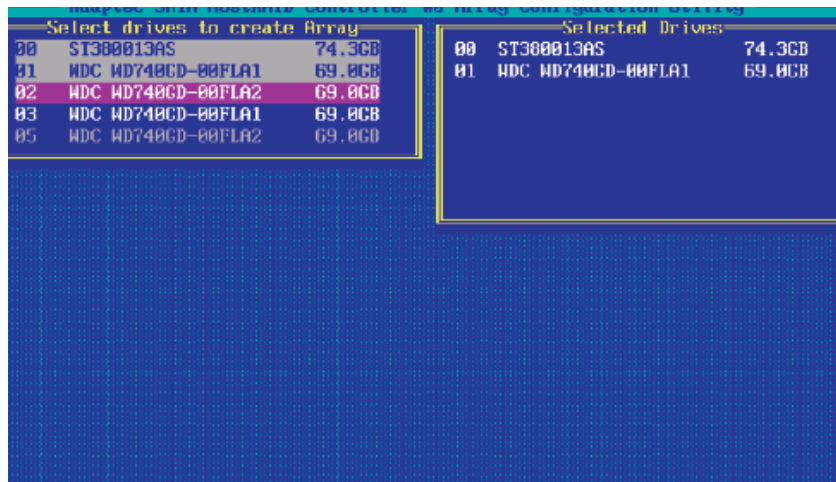 Select drives to create Array
00 ST380013AS 74.3GB
01 WDC WD740GD-00FLA1 69.0GB
02 WDC WD740GD-00FLA2 69.0GB
03 WDC WD740GD-00FLA1 69.0GB
05 WDC WD740GD-00FLA2 69.0GB
Selected Drives
00 ST380013AS 74.3GB
01 WDC WD740GD-00FLA1 69.0GB